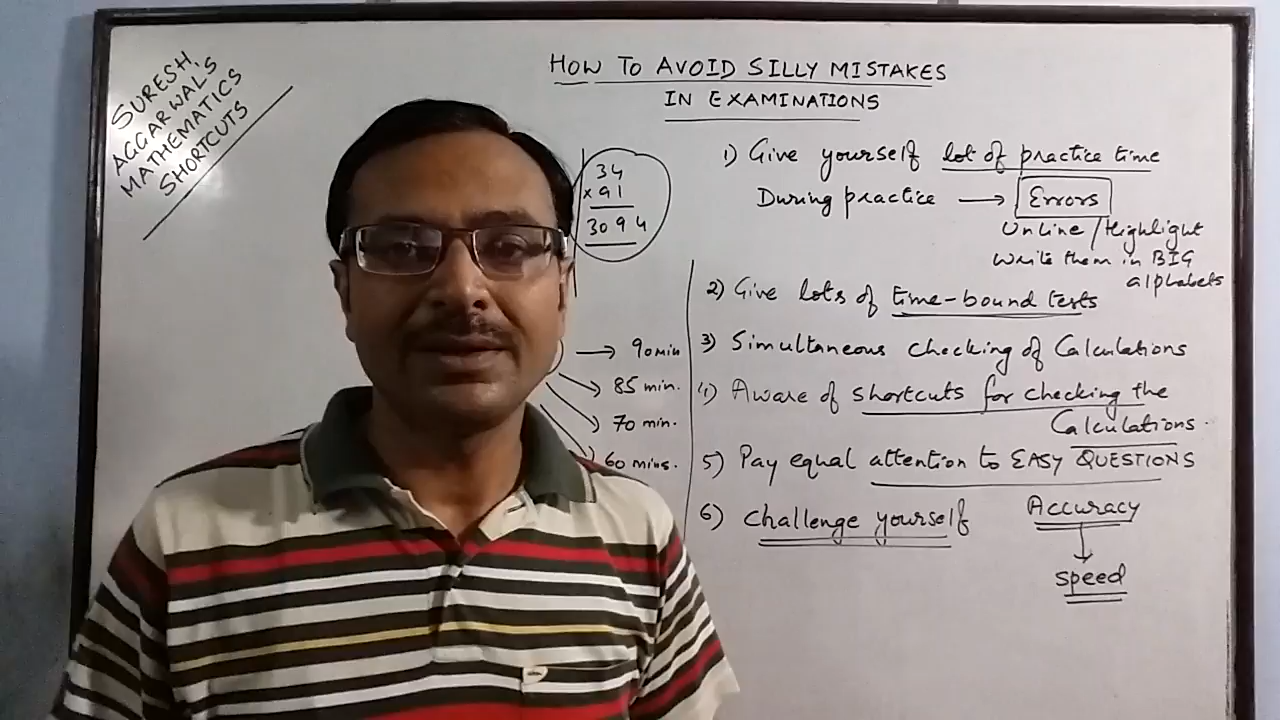 SURESH.
AGGARWAL'S
MATHEMATICS
SHORTCUTS
HOW TO AVOID SILLY MISTAKES
IN EXAMINATIONS
34
x 91
3094
1) Give yourself lot of practice time
During practice → Errors
UnLine / Highlight
Write them in BIG
alphabets
2) Give lots of time-bound tests
→ 90min
85 min.
70 min.
60 mins.
3) Simultaneous checking of Calculations
4) Aware of shortcuts for checking the
Calculations.
5) Pay equal attention to EASY QUESTIONS
6) Challenge yourself
Accuracy
↓
speed